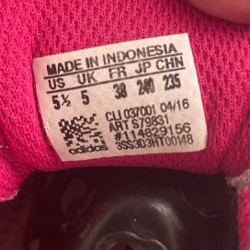 MADE IN INDONESIA
US UK FR JP CHN
5½ 5 38 240 235
CLI 037001 04/16
ART S79831
#114829156
3SS3D3HT00148
adidas